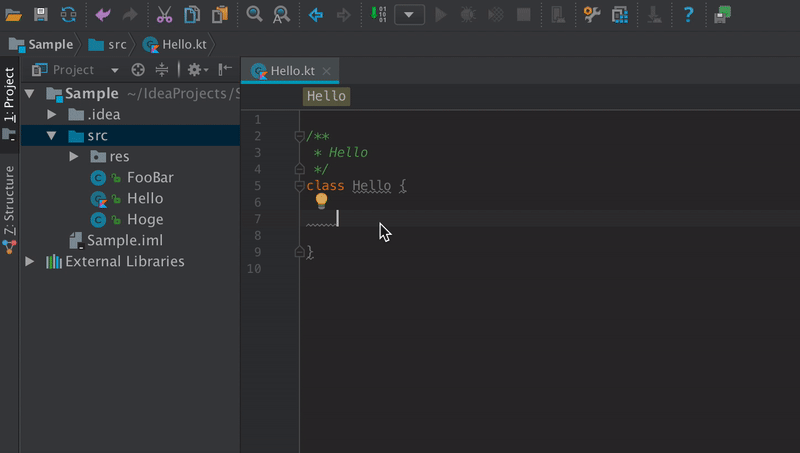 Sample src Hello.kt
1: Project
Z: Structure
Project
Sample ~/IdeaProjects/S
.idea
src
res
FooBar
Hello
Hoge
Sample.iml
External Libraries
Hello.kt
Hello
1
2 /**
3 * Hello
4 */
5 class Hello {
6
7
8
9 }
10